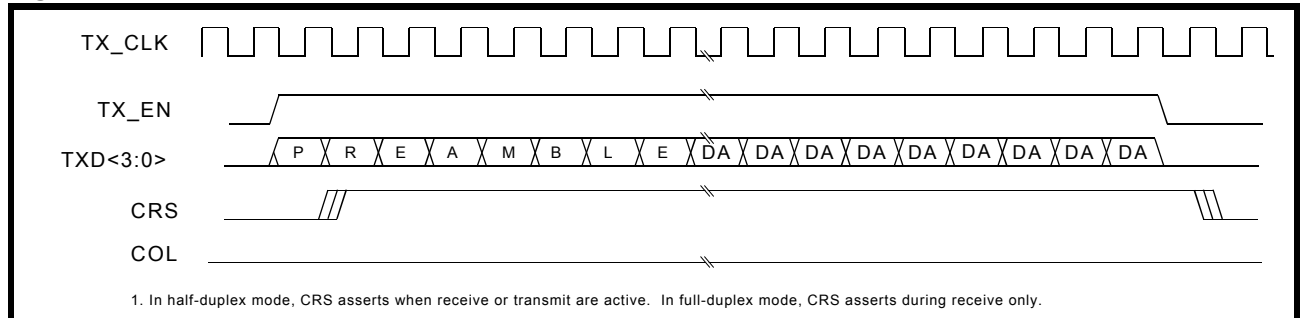 TX_CLK
TX_EN
TXD<3:0> P R E A M B L E DA DA DA DA DA DA DA DA DA
CRS
COL
1. In half-duplex mode, CRS asserts when receive or transmit are active. In full-duplex mode, CRS asserts during receive only.